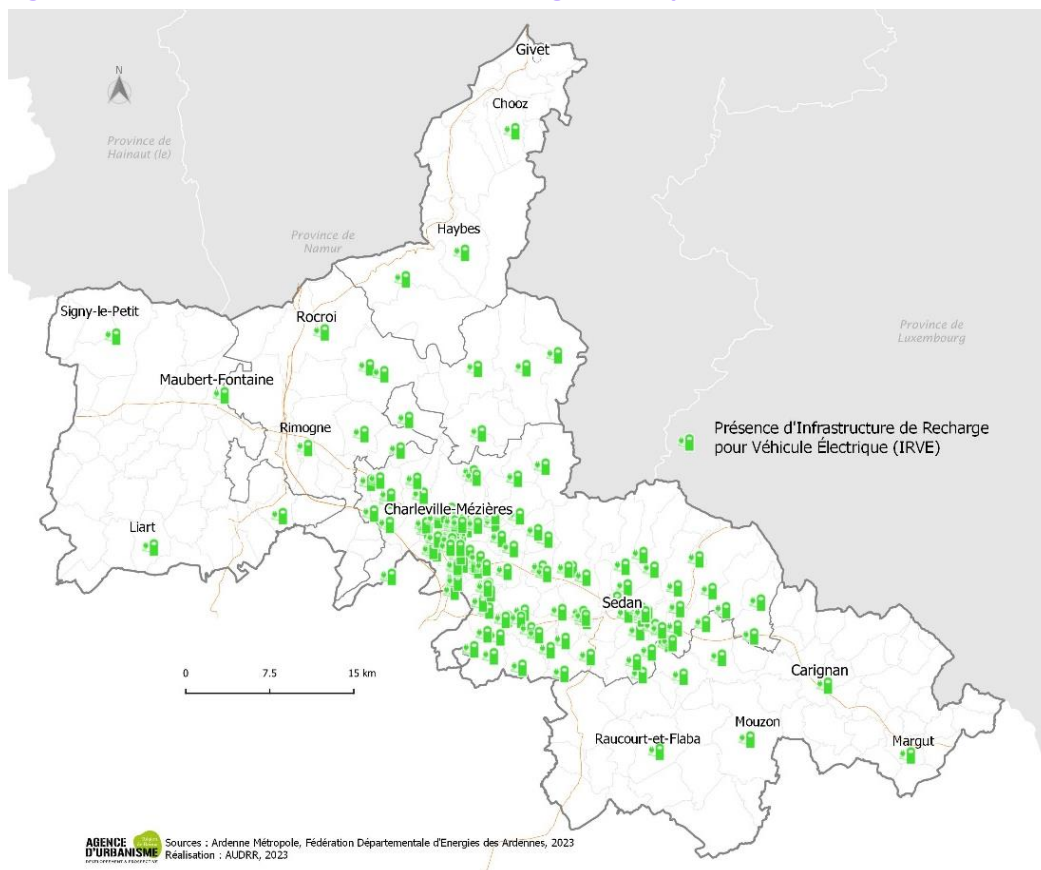 Givet
N
Chooz
Province de
Hainaut (le)
Haybes
Province de
Namur
Signy-le-Petit
Rocroi
Province de
Luxembourg
Maubert-Fontaine
Rimogne
Présence d'Infrastructure de Recharge
pour Véhicule Électrique (IRVE)
Charleville-Mézières
Liart
Sedan
0 7.5 15 km
Carignan
Mouzon
Raucourt-et-Flaba
Margut
AGENCE
D'URBANISME
Sources : Ardenne Métropole, Fédération Départementale d'Energies des Ardennes, 2023
Réalisation : AUDRR, 2023